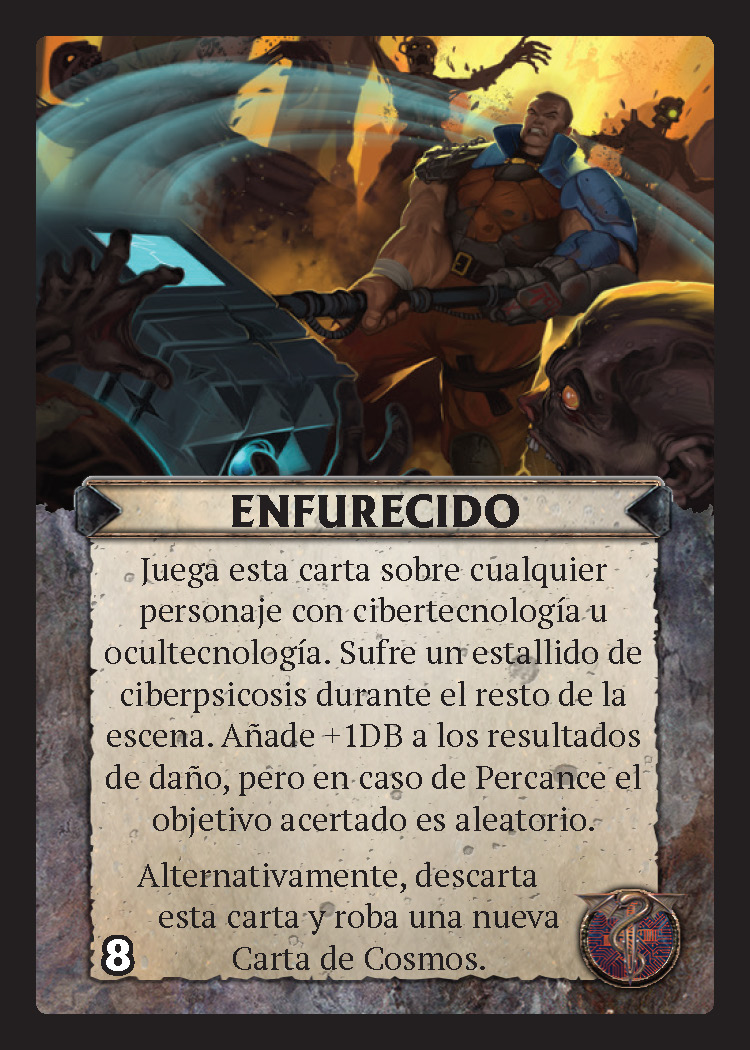 ENFURECIDO
Juega esta carta sobre cualquier
personaje con cibertecnología u
ocultecnología. Sufre un estallido de
ciberpsicosis durante el resto de la
escena. Añade +1DB a los resultados
de daño, pero en caso de Percance el
objetivo acertado es aleatorio.
Alternativamente, descarta
esta carta y roba una nueva
Carta de Cosmos.
8